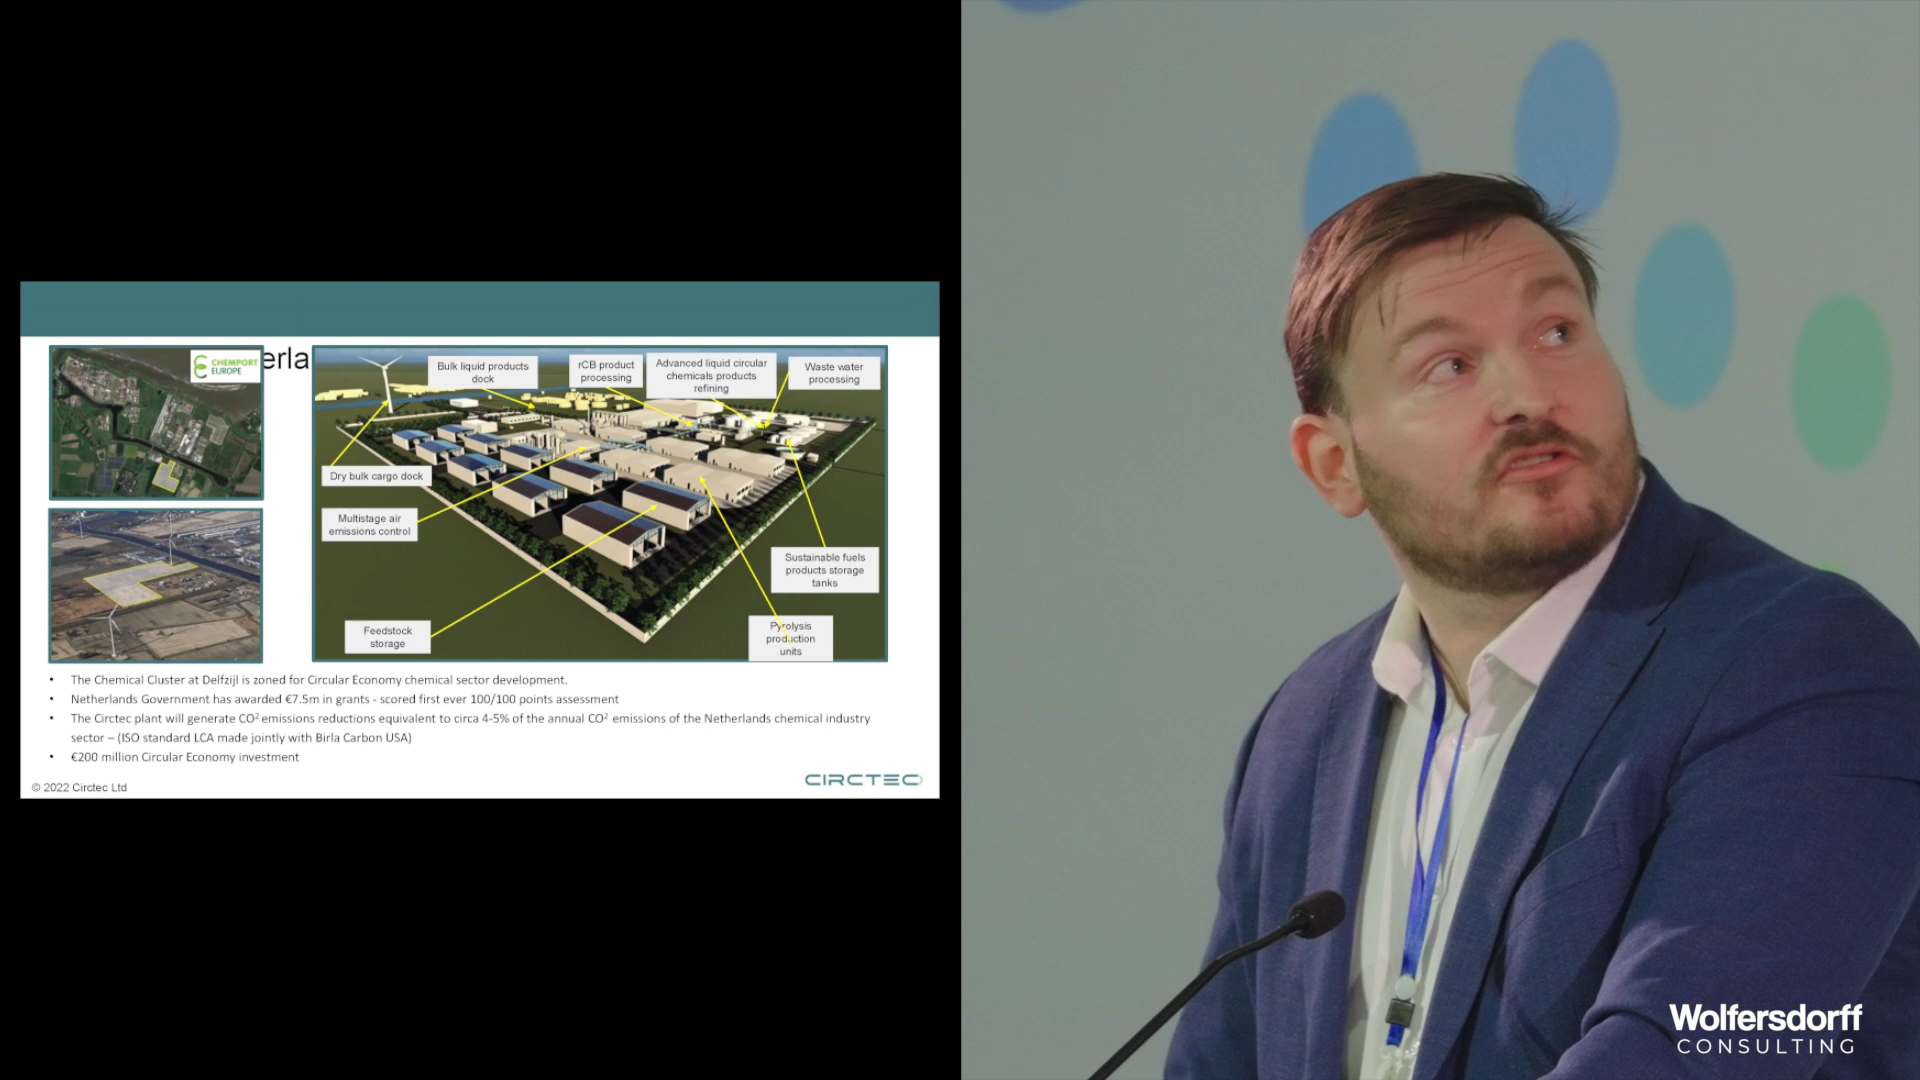 CHEMPORT
EUROPE
erla
Bulk liquid products
dock
rCB product
processing
Advanced liquid circular
chemicals products
refining
Waste water
processing
Dry bulk cargo dock
Multistage air
emissions control
Sustainable fuels
products storage
tanks
Feedstock
storage
Pyrolysis
production
units
• The Chemical Cluster at Delfzijl is zoned for Circular Economy chemical sector development.
• Netherlands Government has awarded €7.5m in grants - scored first ever 100/100 points assessment
• The Circtec plant will generate CO² emissions reductions equivalent to circa 4-5% of the annual CO² emissions of the Netherlands chemical industry
sector – (ISO standard LCA made jointly with Birla Carbon USA)
• €200 million Circular Economy investment
© 2022 Circtec Ltd
CIRCTEC
Wolfersdorff
CONSULTING